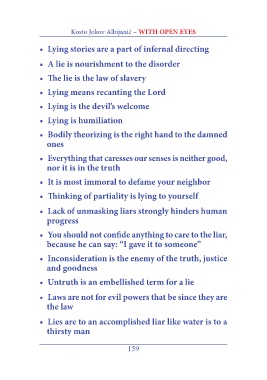 Kosto Jokov Albijanić – WITH OPEN EYES
• Lying stories are a part of infernal directing
• A lie is nourishment to the disorder
• The lie is the law of slavery
• Lying means recanting the Lord
• Lying is the devil's welcome
• Lying is humiliation
• Bodily theorizing is the right hand to the damned
ones
• Everything that caresses our senses is neither good,
nor it is in the truth
• It is most immoral to defame your neighbor
• Thinking of partiality is lying to yourself
• Lack of unmasking liars strongly hinders human
progress
• You should not confide anything to care to the liar,
because he can say: “I gave it to someone”
• Inconsideration is the enemy of the truth, justice
and goodness
• Untruth is an embellished term for a lie
• Laws are not for evil powers that be since they are
the law
• Lies are to an accomplished liar like water is to a
thirsty man
159